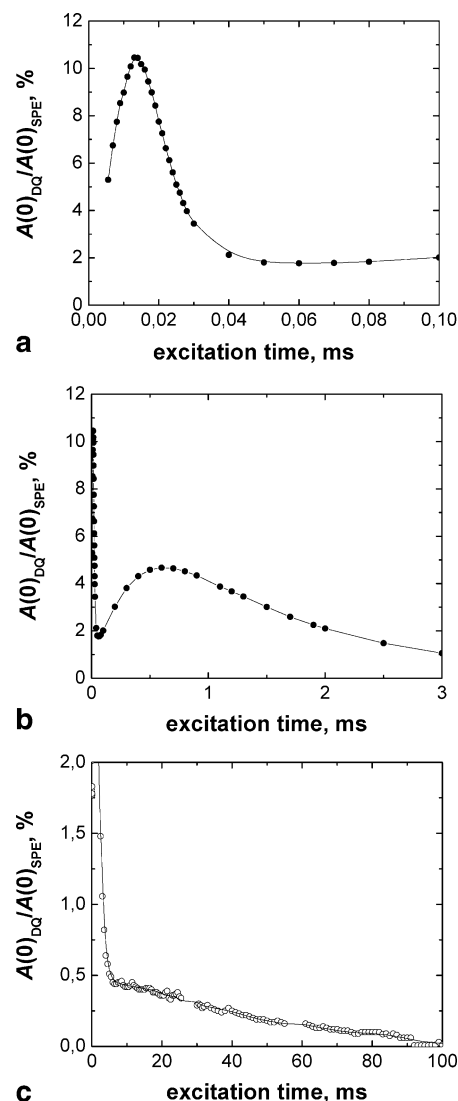 12
10
8
6
4
2
0
A(0)DQ/A(0)SPE, %
0,00 0,02 0,04 0,06 0,08 0,10
excitation time, ms
a
12
10
8
6
4
2
0
A(0)DQ/A(0)SPE, %
0 1 2 3
excitation time, ms
b
2,0
1,5
1,0
0,5
0,0
A(0)DQ/A(0)SPE, %
0 20 40 60 80 100
excitation time, ms
c